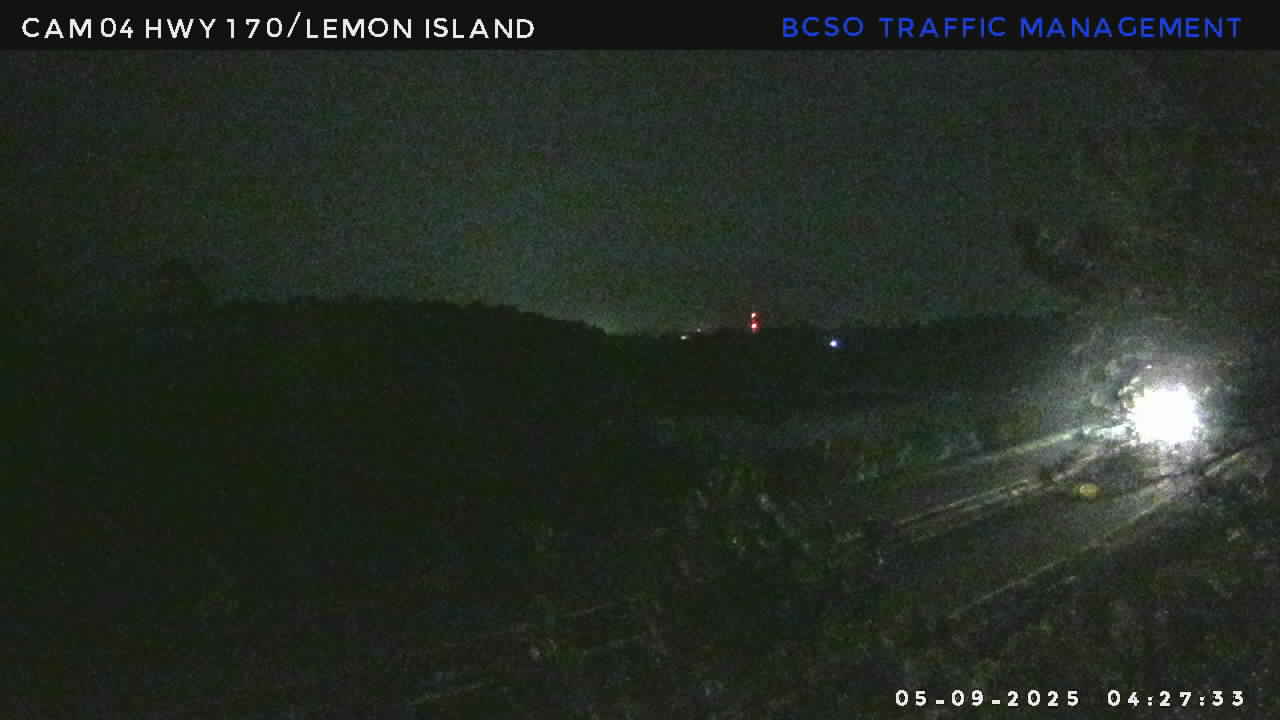 CAM04 HWY 170/LEMON ISLAND
BCSO TRAFFIC MANAGEMENT
05-09-2025 04:27:33